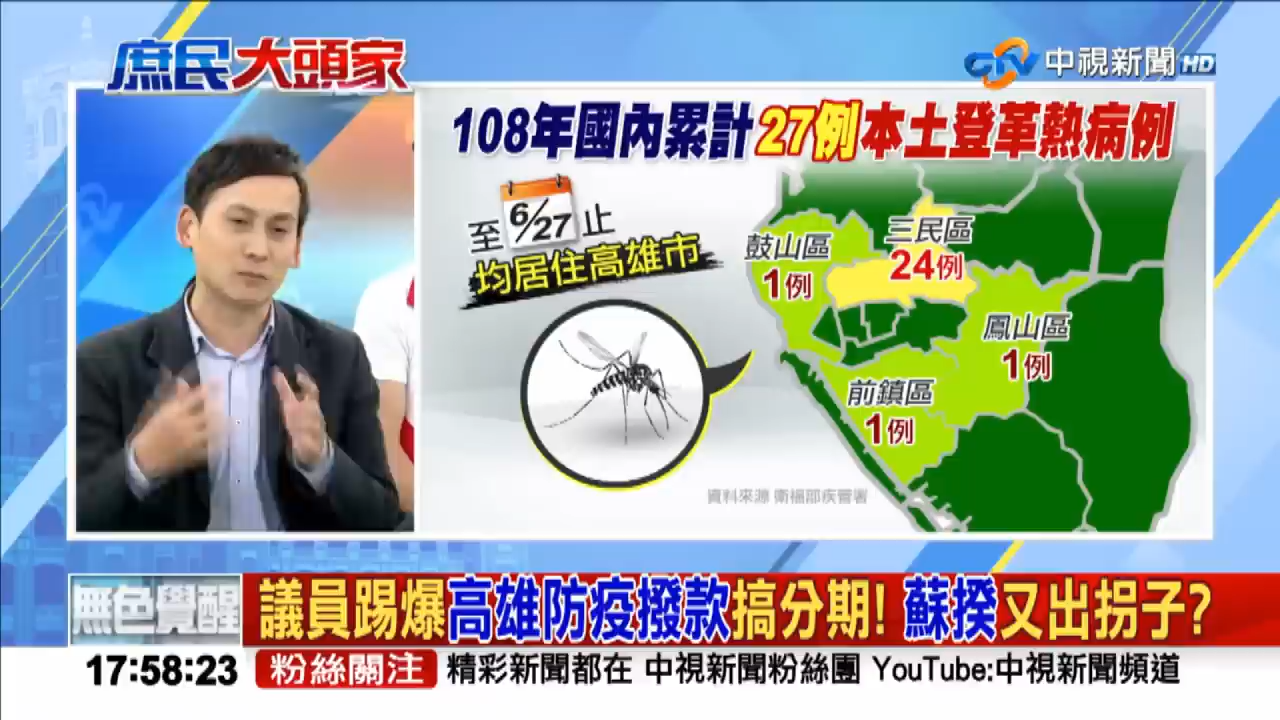 庶民大頭家
CTV 中視新聞HD
108年國內累計27例本土登革熱病例
至6/27止
均居住高雄市
鼓山區
1例
三民區
24例
鳳山區
1例
前鎮區
1例
資料來源 衛福部疾管署
無色覺醒
議員踢爆高雄防疫撥款搞分期! 蘇揆又出拐子?
17:58:23 粉絲關注 精彩新聞都在 中視新聞粉絲團 YouTube:中視新聞頻道